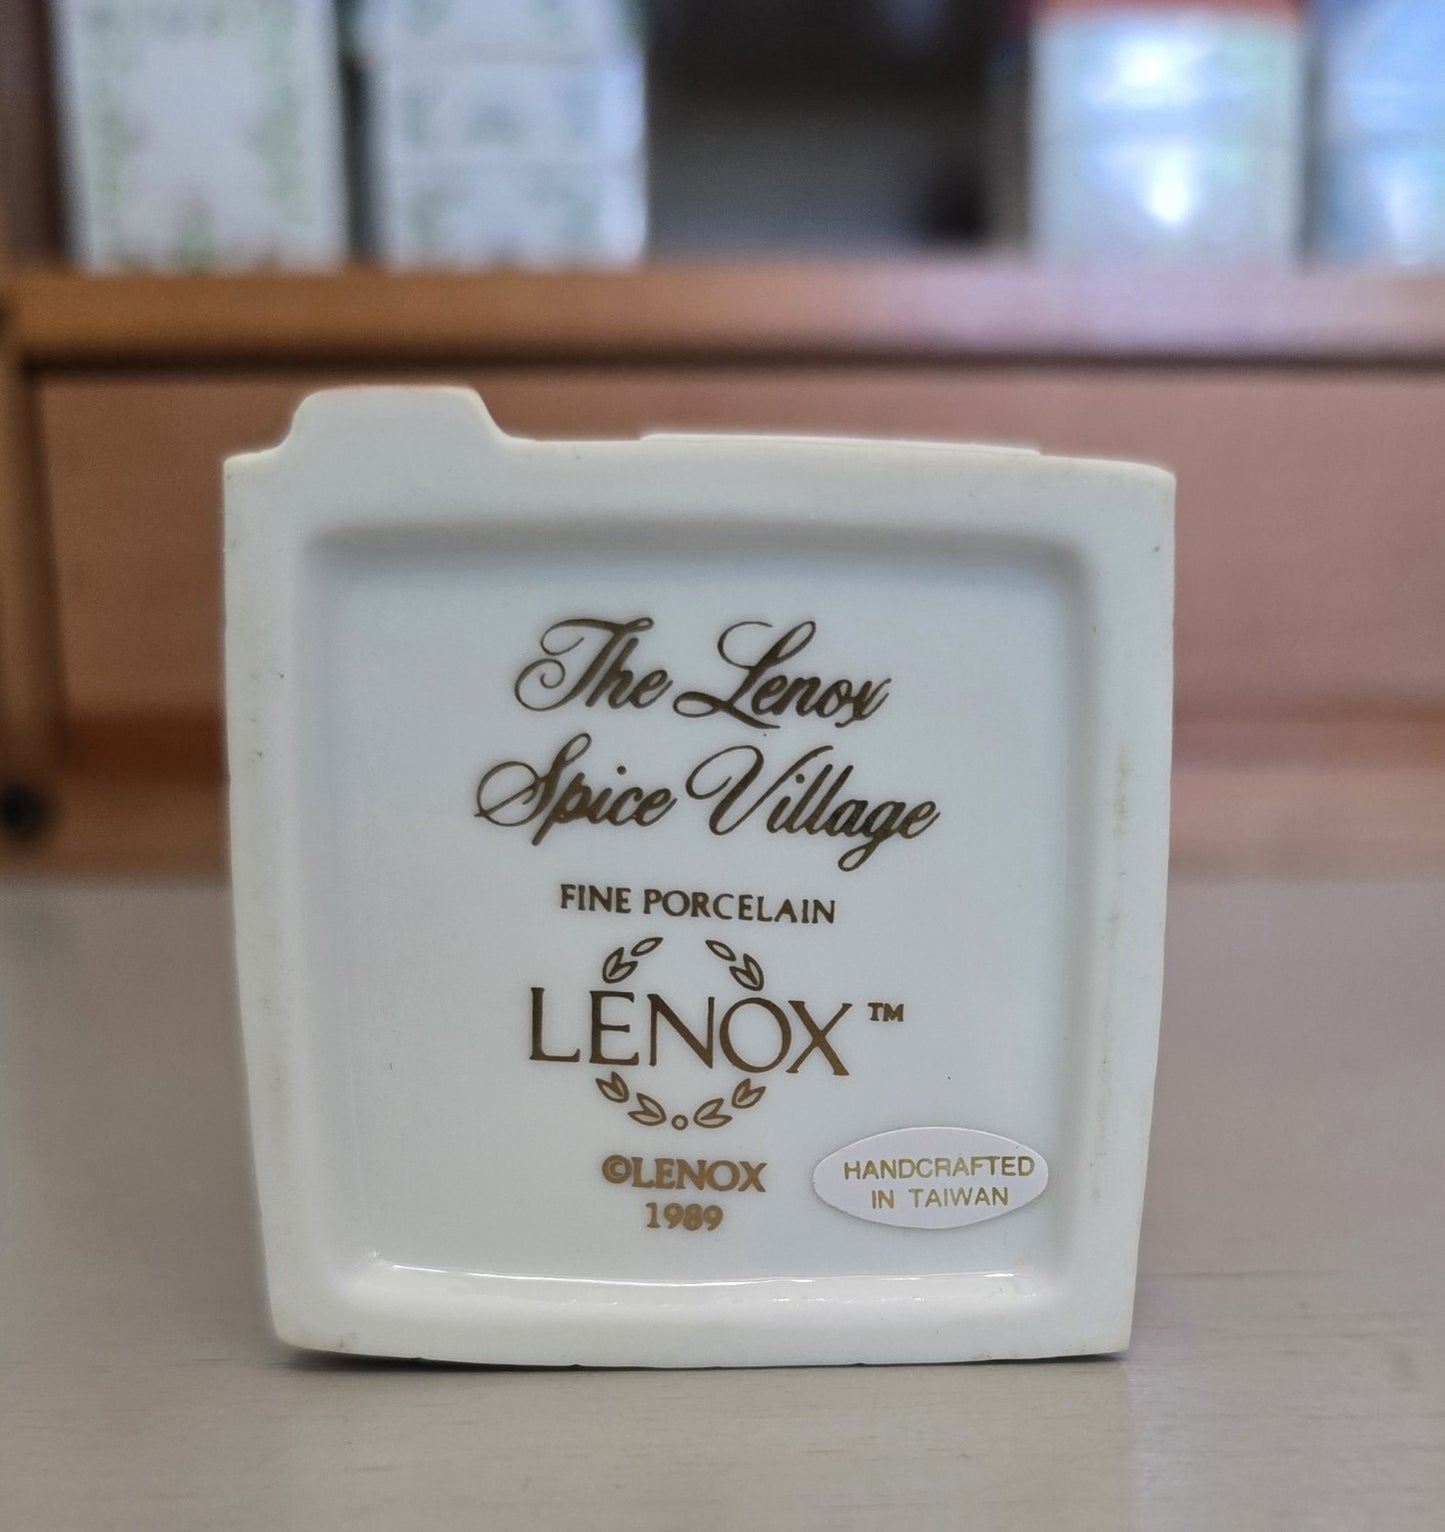 The Lenox
Spice Village
FINE PORCELAIN
LENOX™
©LENOX
1989
HANDCRAFTED
IN TAIWAN